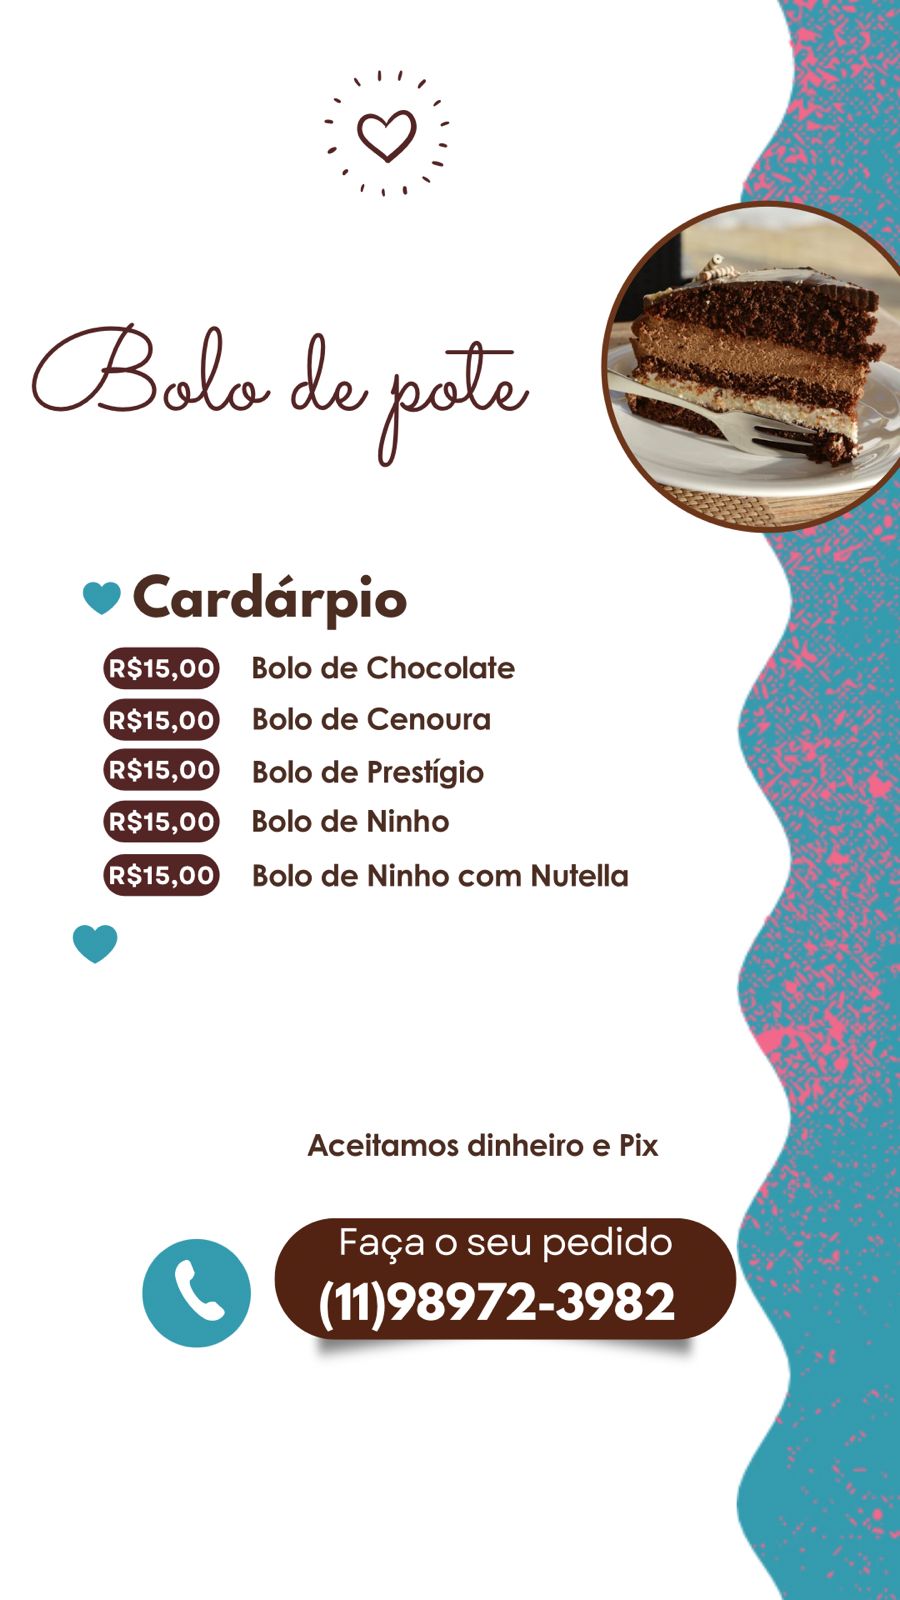 Bolo de pote
Cardárpio
R$15,00 Bolo de Chocolate
R$15,00 Bolo de Cenoura
R$15,00 Bolo de Prestígio
R$15,00 Bolo de Ninho
R$15,00 Bolo de Ninho com Nutella
Aceitamos dinheiro e Pix
Faça o seu pedido
(11)98972-3982